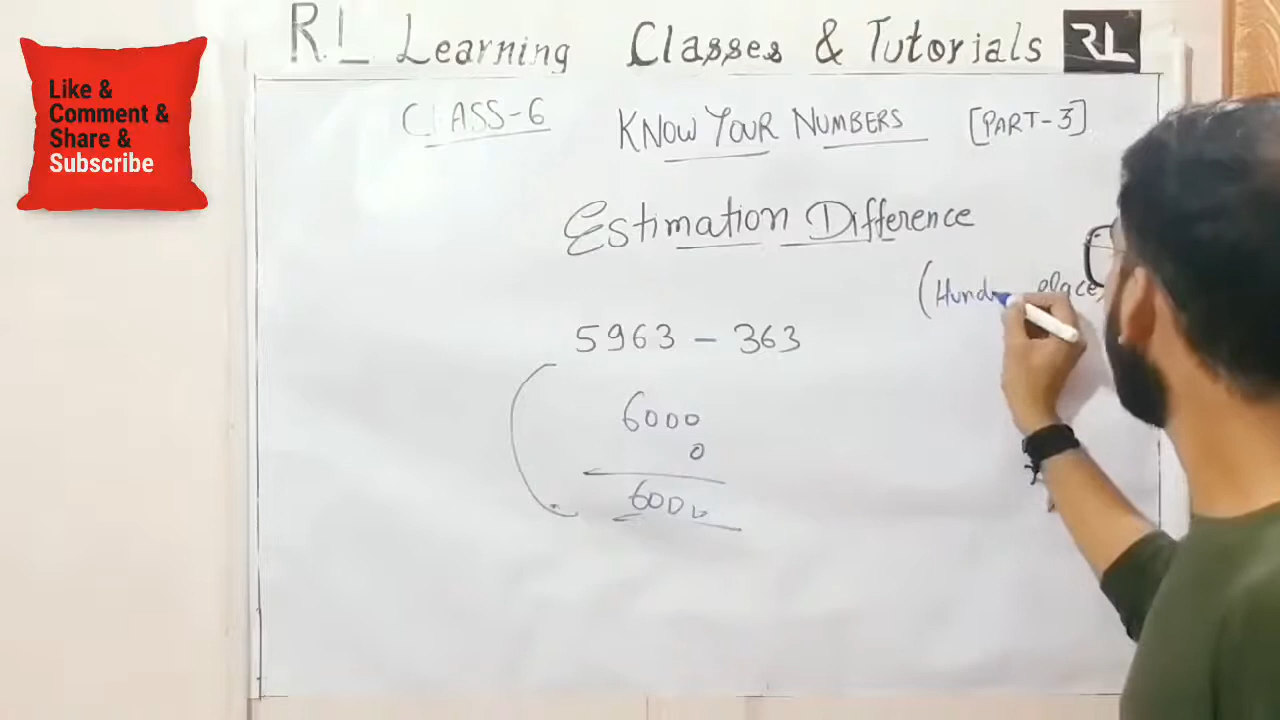 R.L Learning Classes & Tutorials RL
Like &
Comment &
Share &
Subscribe
CLASS-6 KNOW YOUR NUMBERS [PART-3]
Estimation Difference
(Hund place
5963 - 363
6000
0
6000